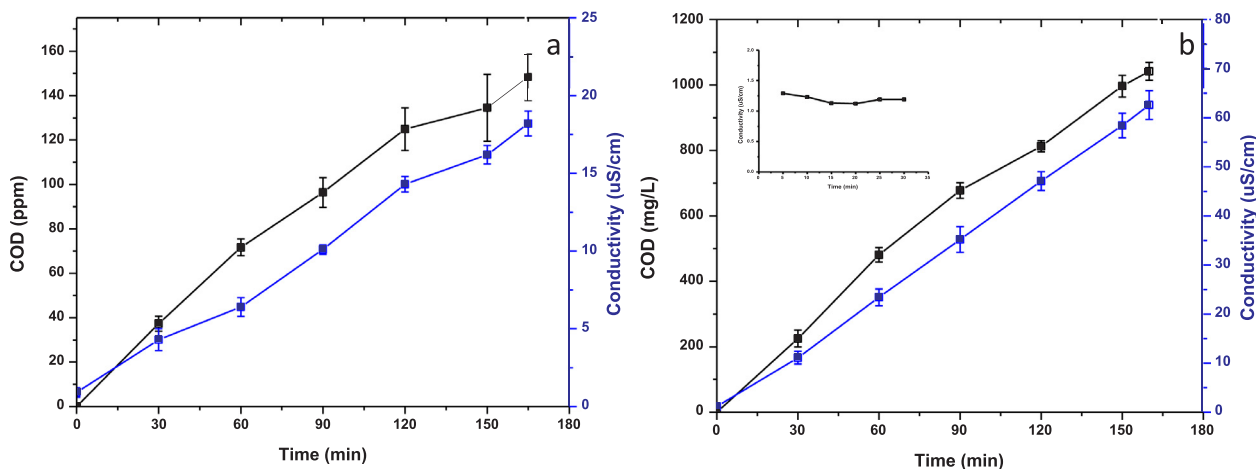 a
160
140
120
100
80
60
40
20
0
COD (ppm)
25
20
15
10
5
0
Conductivity (uS/cm)
0 30 60 90 120 150 180
Time (min)
b
1200
1000
800
600
400
200
0
COD (mg/L)
80
70
60
50
40
30
20
10
0
Conductivity (uS/cm)
0 30 60 90 120 150 180
Time (min)
2.0
1.5
1.0
0.5
0.0
Conductivity (uS/cm)
0 5 10 15 20 25 30 35
Time (min)